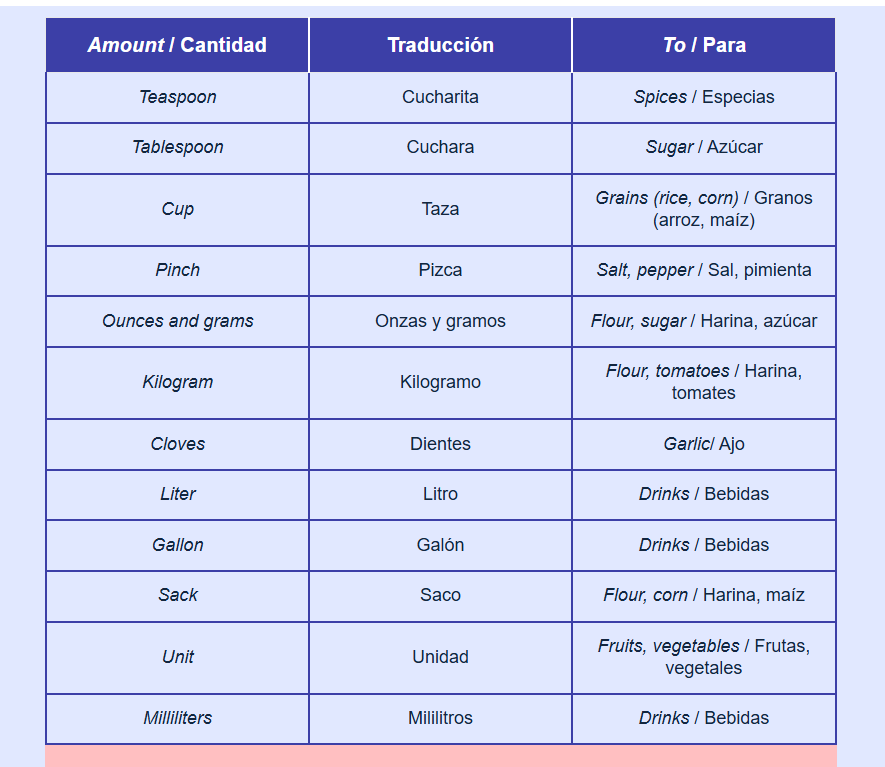 Amount / Cantidad Traducción To / Para
Teaspoon Cucharita Spices / Especias
Tablespoon Cuchara Sugar / Azúcar
Cup Taza Grains (rice, corn) / Granos
(arroz, maíz)
Pinch Pizca Salt, pepper / Sal, pimienta
Ounces and grams Onzas y gramos Flour, sugar / Harina, azúcar
Kilogram Kilogramo Flour, tomatoes / Harina,
tomates
Cloves Dientes Garlic/ Ajo
Liter Litro Drinks / Bebidas
Gallon Galón Drinks / Bebidas
Sack Saco Flour, corn / Harina, maíz
Unit Unidad Fruits, vegetables / Frutas,
vegetales
Milliliters Mililitros Drinks / Bebidas